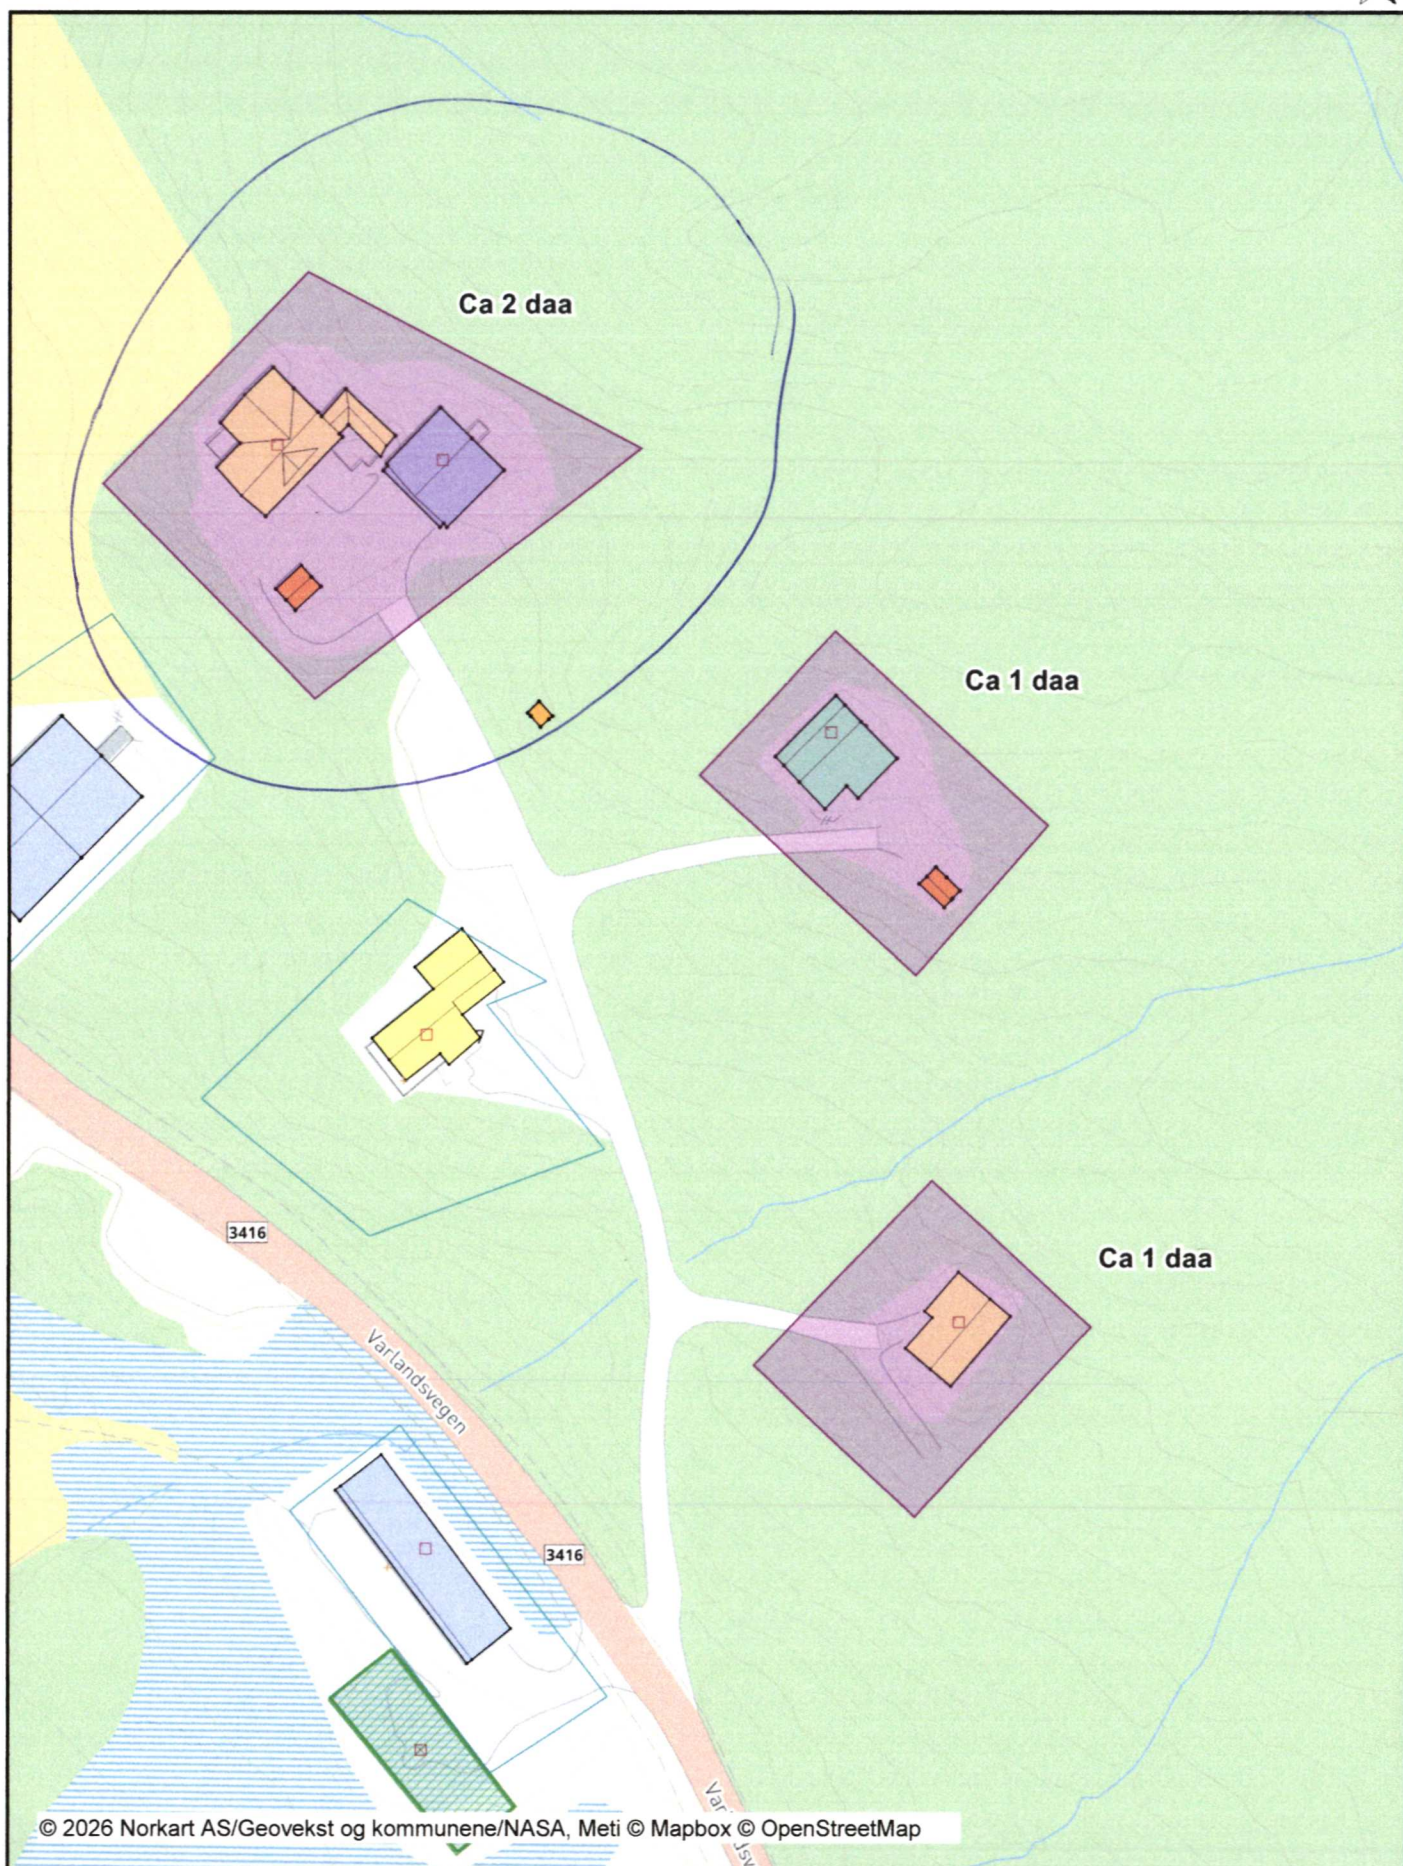 Ca 2 daa
Ca 1 daa
3416
Ca 1 daa
Varlandsvegen
3416
© 2026 Norkart AS/Geovekst og kommunene/NASA, Meti © Mapbox © OpenStreetMap